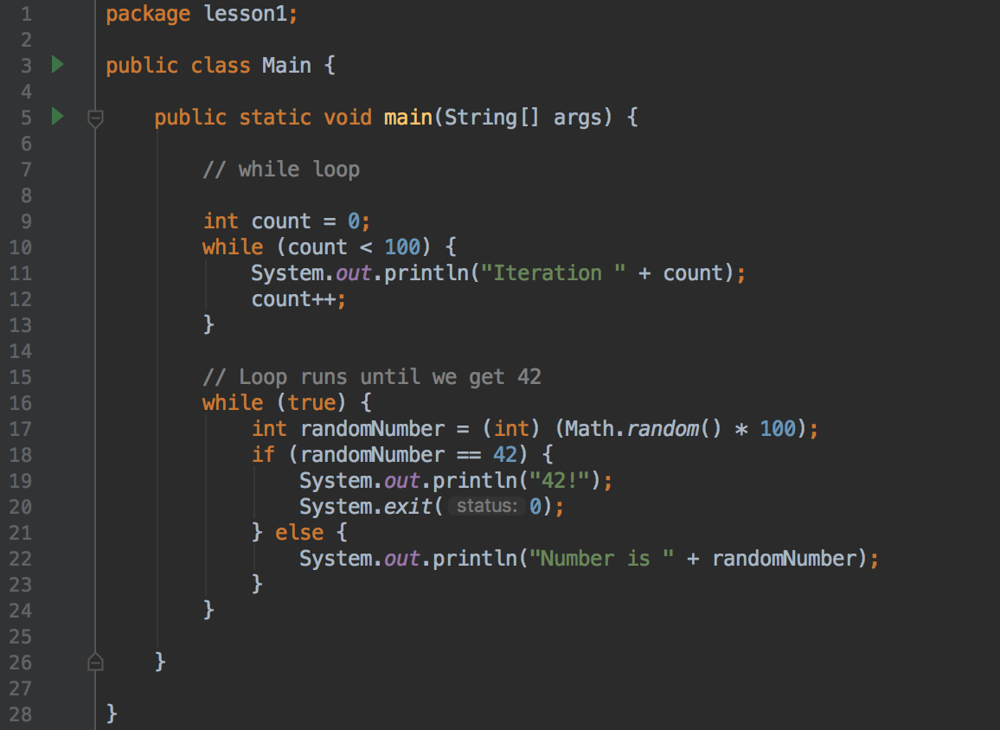 1 package lesson1;
2
3 public class Main {
4
5     public static void main(String[] args) {
6
7         // while loop
8
9         int count = 0;
10         while (count < 100) {
11             System.out.println("Iteration " + count);
12             count++;
13         }
14
15         // Loop runs until we get 42
16         while (true) {
17             int randomNumber = (int) (Math.random() * 100);
18             if (randomNumber == 42) {
19                 System.out.println("42!");
20                 System.exit( status: 0);
21             } else {
22                 System.out.println("Number is " + randomNumber);
23             }
24         }
25
26     }
27
28 }